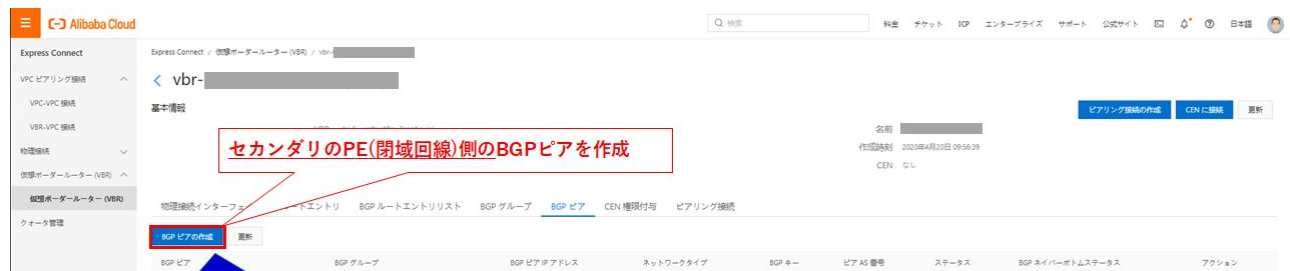 Alibaba Cloud
検索
料金 チケット ICP エンタープライズ サポート 公式サイト 日本語
Express Connect
Express Connect / 仮想ボーダールーター (VBR) / vbr-
VPC ピアリング接続
vbr-
VPC-VPC 接続
基本情報
ピアリング接続の作成 CEN に接続 更新
VBR-VPC 接続
名前
セカンダリのPE(閉域回線)側のBGPピアを作成
物理接続
作成時刻 2020年4月20日 09:56:39
CEN なし
仮想ボーダールーター (VBR)
仮想ボーダールーター (VBR)
物理接続インターフェ ートエントリ BGP ルートエントリリスト BGP グループ BGP ピア CEN 権限付与 ピアリング接続
クォータ管理
BGP ピアの作成 更新
BGP ピア BGP グループ BGP ピア IP アドレス ネットワークタイプ BGP キー ピア AS 番号 ステータス BGP ネイバーボトムステータス アクション